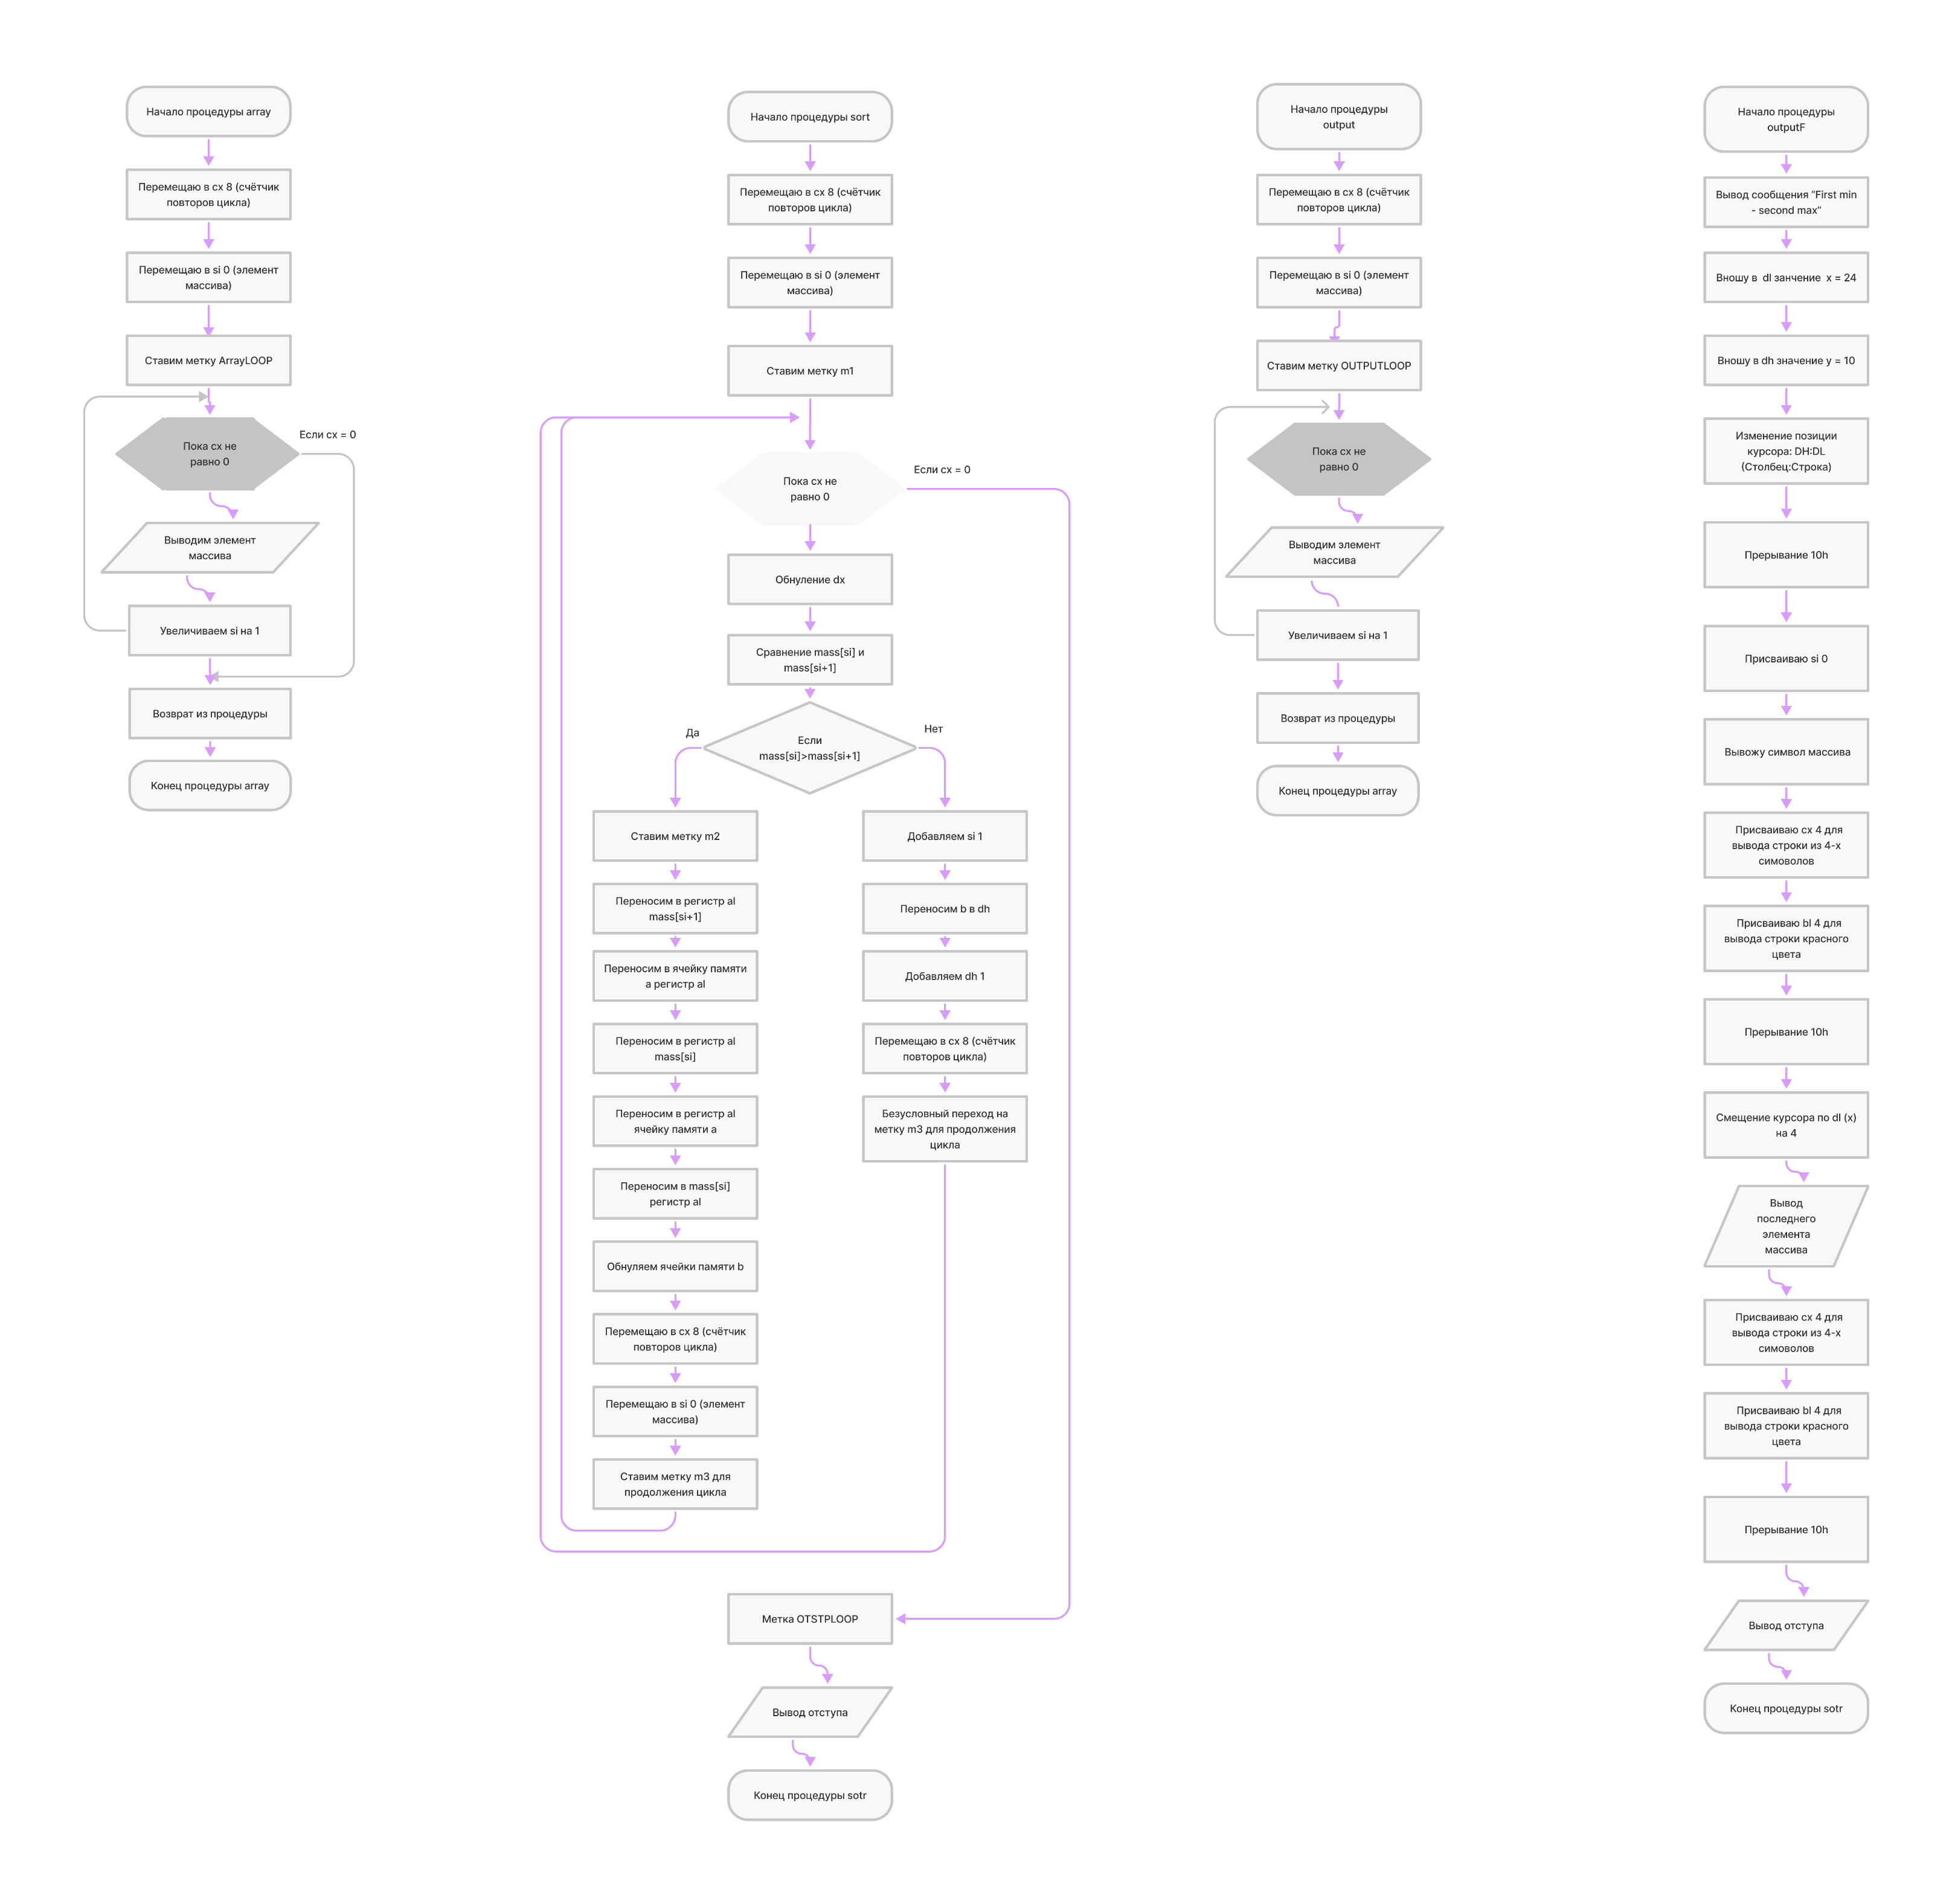 Начало процедуры array
Перемещаю в cx 8 (счётчик
повторов цикла)
Перемещаю в si 0 (элемент
массива)
Ставим метку ArrayLOOP
Пока cx не
равно 0
Если cx = 0
Выводим элемент
массива
Увеличиваем si на 1
Возврат из процедуры
Конец процедуры array
Начало процедуры sort
Перемещаю в cx 8 (счётчик
повторов цикла)
Перемещаю в si 0 (элемент
массива)
Ставим метку m1
Пока cx не
равно 0
Если cx = 0
Обнуление dx
Сравнение mass[si] и
mass[si+1]
Если
mass[si]>mass[si+1]
Да
Нет
Ставим метку m2
Переносим в регистр al
mass[si+1]
Переносим в ячейку памяти
a регистр al
Переносим в регистр al
mass[si]
Переносим в регистр al
ячейку памяти a
Переносим в mass[si]
регистр al
Обнуляем ячейки памяти b
Перемещаю в cx 8 (счётчик
повторов цикла)
Перемещаю в si 0 (элемент
массива)
Ставим метку m3 для
продолжения цикла
Добавляем si 1
Переносим b в dh
Добавляем dh 1
Перемещаю в cx 8 (счётчик
повторов цикла)
Безусловный переход на
метку m3 для продолжения
цикла
Метка OTSTPLOOP
Вывод отступа
Конец процедуры sotr
Начало процедуры
output
Перемещаю в cx 8 (счётчик
повторов цикла)
Перемещаю в si 0 (элемент
массива)
Ставим метку OUTPUTLOOP
Пока cx не
равно 0
Выводим элемент
массива
Увеличиваем si на 1
Возврат из процедуры
Конец процедуры array
Начало процедуры
outputF
Вывод сообщения "First min
- second max"
Вношу в dl занчение x = 24
Вношу в dh значение y = 10
Изменение позиции
курсора: DH:DL
(Столбец:Строка)
Прерывание 10h
Присваиваю si 0
Вывожу символ массива
Присваиваю cx 4 для
вывода строки из 4-х
симоволов
Присваиваю bl 4 для
вывода строки красного
цвета
Прерывание 10h
Смещение курсора по dl (x)
на 4
Вывод
последнего
элемента
массива
Присваиваю cx 4 для
вывода строки из 4-х
симоволов
Присваиваю bl 4 для
вывода строки красного
цвета
Прерывание 10h
Вывод отступа
Конец процедуры sotr